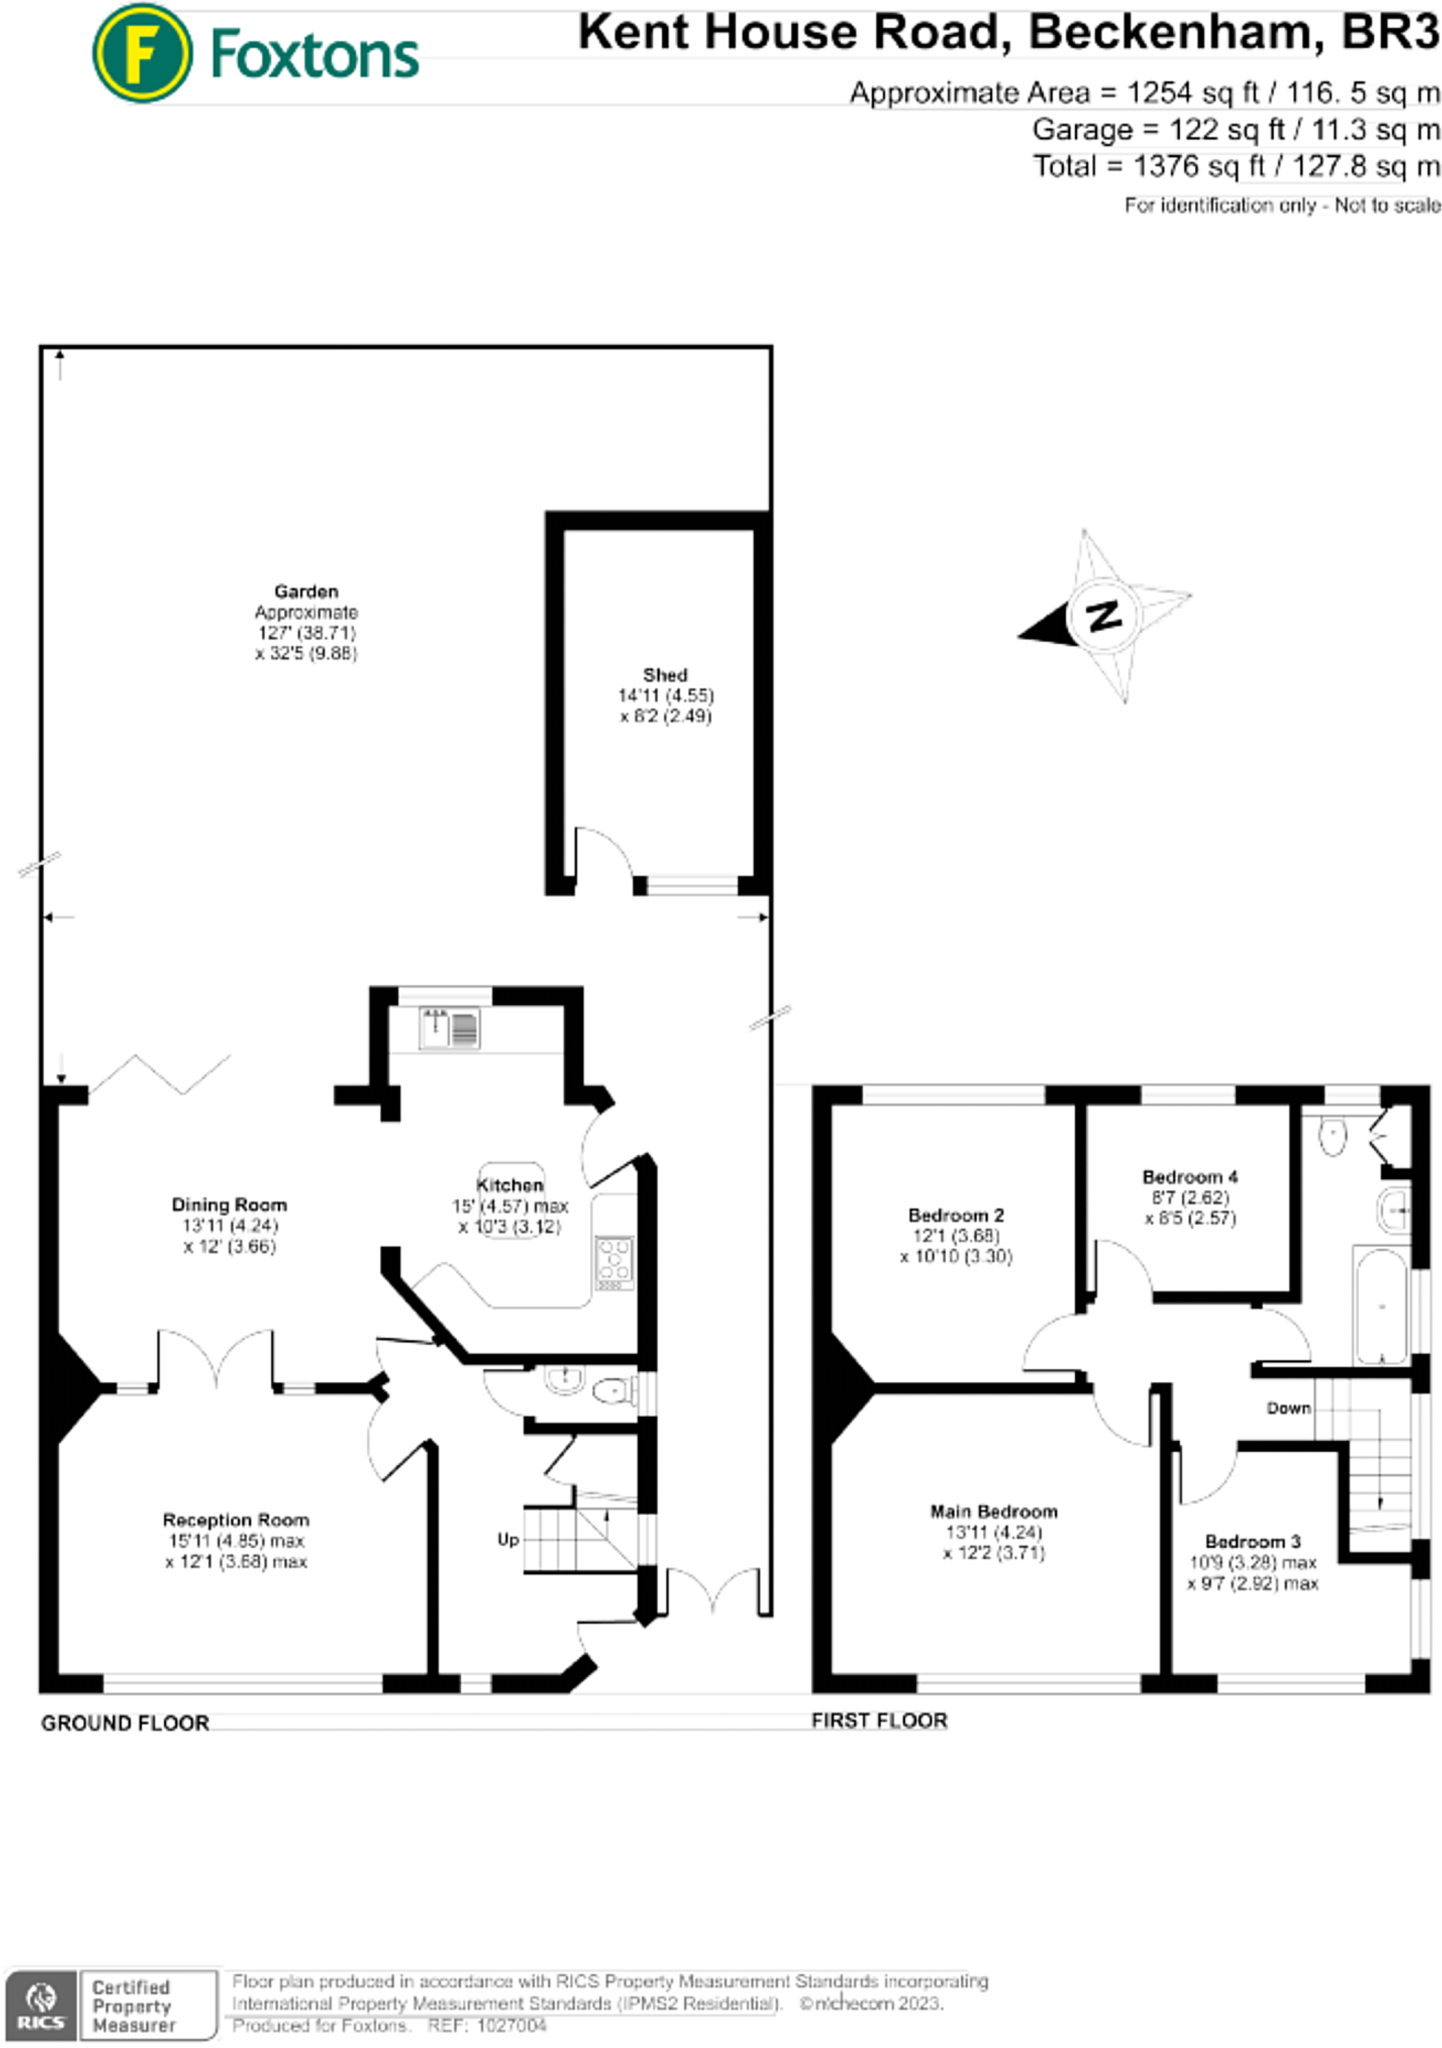 F Foxtons
Kent House Road, Beckenham, BR3
Approximate Area = 1254 sq ft / 116. 5 sq m
Garage = 122 sq ft / 11.3 sq m
Total = 1376 sq ft / 127.8 sq m
For identification only - Not to scale
Garden
Approximate
127' (38.71)
x 32'5 (9.88)
Shed
14'11 (4.55)
x 8'2 (2.49)
N
Dining Room
13'11 (4.24)
x 12' (3.66)
Kitchen
15' (4.57) max
x 10'3 (3.12)
Reception Room
15'11 (4.85) max
x 12'1 (3.68) max
Up
GROUND FLOOR
Bedroom 2
12'1 (3.68)
x 10'10 (3.30)
Bedroom 4
8'7 (2.62)
x 8'5 (2.57)
Down
Main Bedroom
13'11 (4.24)
x 12'2 (3.71)
Bedroom 3
10'9 (3.28) max
x 9'7 (2.92) max
FIRST FLOOR
RICS
Certified
Property
Measurer
Floor plan produced in accordance with RICS Property Measurement Standards incorporating
International Property Measurement Standards (IPMS2 Residential). © nichecom 2023.
Produced for Foxtons. REF: 1027004